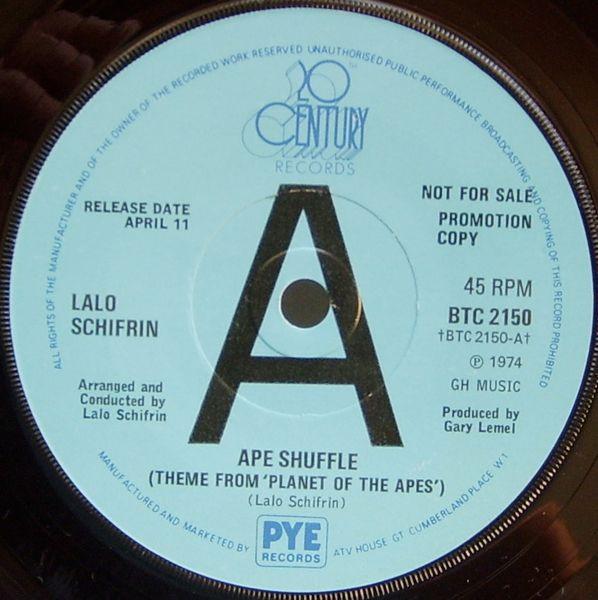 ALL RIGHTS OF THE MANUFACTURER AND OF THE OWNER OF THE RECORDED WORK RESERVED UNAUTHORISED PUBLIC PERFORMANCE BROADCASTING AND COPYING OF THIS RECORD PROHIBITED
20
CENTURY
RECORDS
RELEASE DATE
APRIL 11
NOT FOR SALE
PROMOTION
COPY
A
LALO
SCHIFRIN
45 RPM
BTC 2150
†BTC 2150-A†
℗ 1974
GH MUSIC
Arranged and
Conducted by
Lalo Schifrin
Produced by
Gary Lemel
APE SHUFFLE
(THEME FROM 'PLANET OF THE APES')
(Lalo Schifrin)
MANUFACTURED AND MARKETED BY
PYE
RECORDS
ATV HOUSE GT CUMBERLAND PLACE W.1